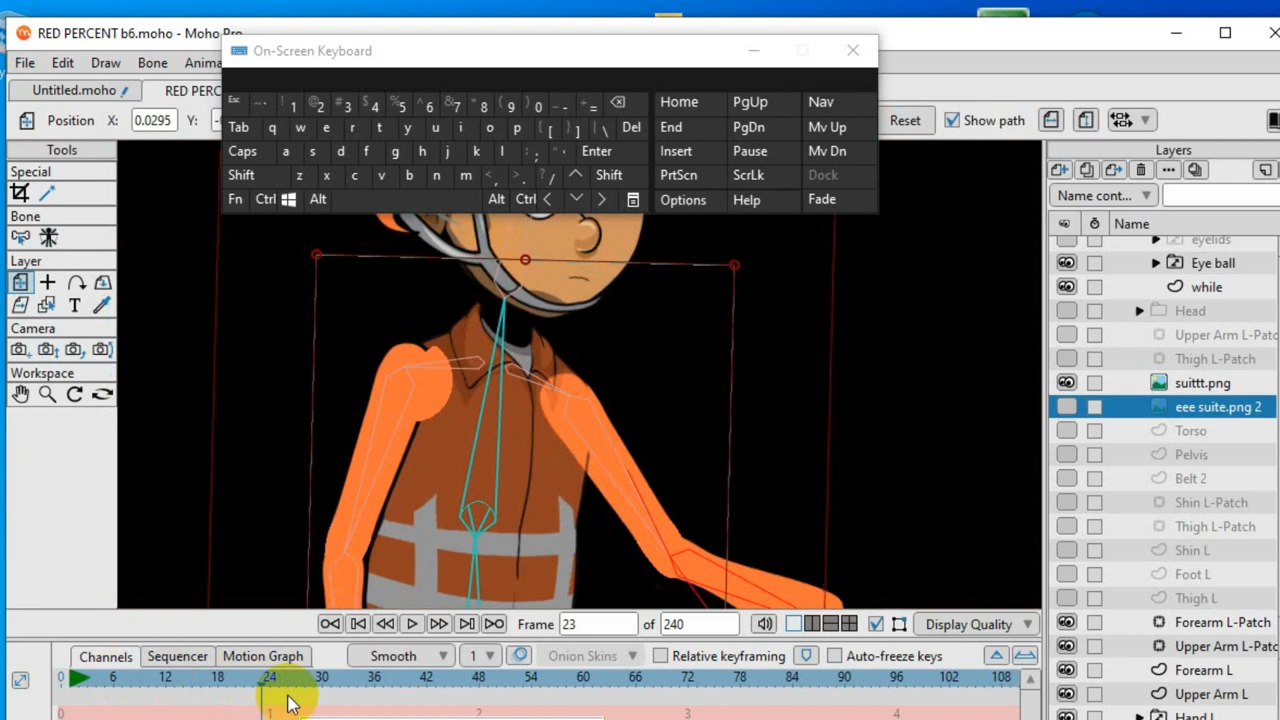 RED PERCENT b6.moho - Moho Pro
On-Screen Keyboard
File Edit Draw Bone Anima
Untitled.moho RED PERC
Esc ~ ` ! 1 @ 2 # 3 $ 4 % 5 ^ 6 & 7 * 8 ( 9 ) 0 _ - + = Home PgUp Nav
Position X: 0.0295 Y: Reset Show path
Tab q w e r t y u i o p { [ } ] | \ Del End PgDn Mv Up
Caps a s d f g h j k l : ; " ' Enter Insert Pause Mv Dn
Shift z x c v b n m < , > . ? / ^ Shift PrtScn ScrLk Dock
Fn Ctrl Alt Alt Ctrl Options Help Fade
Tools
Special
Bone
Layer
T
Camera
Workspace
Layers
Name cont...
Name
eyelids
Eye ball
while
Head
Upper Arm L-Patc
Thigh L-Patch
suittt.png
eee suite.png 2
Torso
Pelvis
Belt 2
Shin L-Patch
Thigh L-Patch
Shin L
Foot L
Thigh L
Forearm L-Patch
Upper Arm L-Patc
Forearm L
Upper Arm L
Hand L
Frame 23 of 240 Display Quality
Channels Sequencer Motion Graph Smooth 1 Onion Skins Relative keyframing Auto-freeze keys
0 6 12 18 24 30 36 42 48 54 60 66 72 78 84 90 96 102 108
0 1 2 3 4